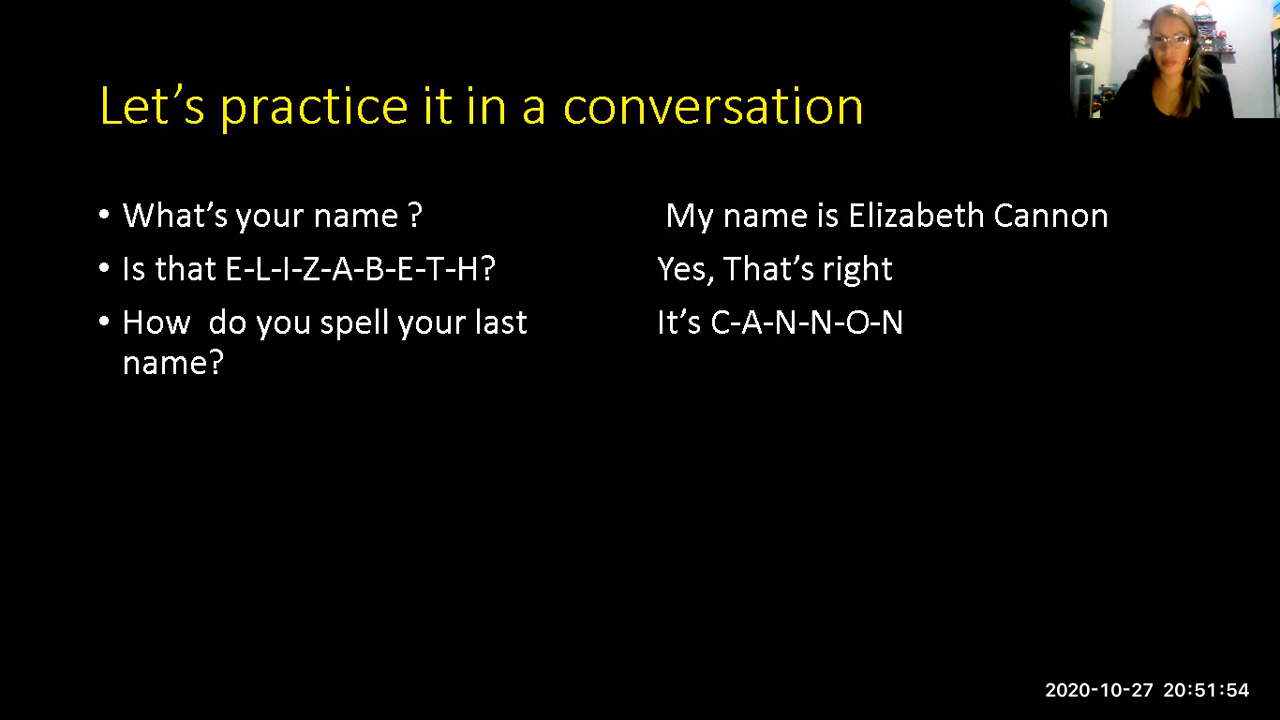 Let's practice it in a conversation
• What's your name ? My name is Elizabeth Cannon
• Is that E-L-I-Z-A-B-E-T-H? Yes, That's right
• How do you spell your last It's C-A-N-N-O-N
name?
2020-10-27 20:51:54